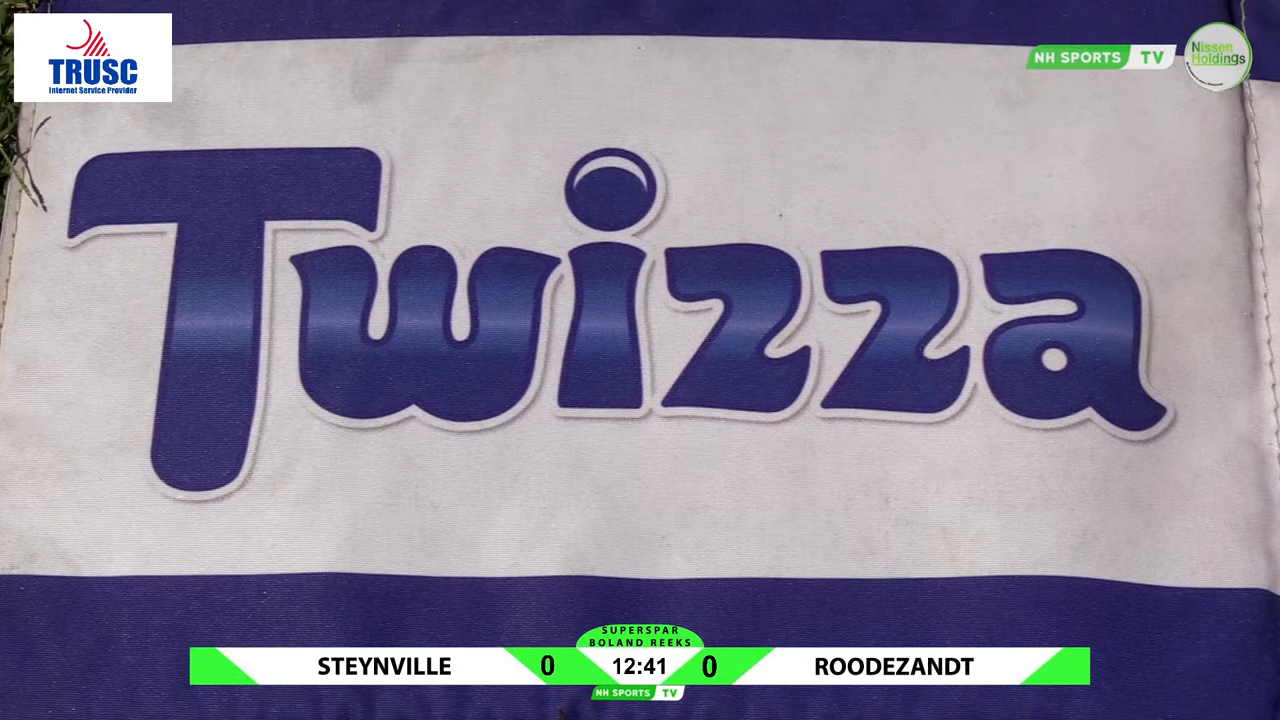 TRUSC
Internet Service Provider
NH SPORTS TV
Nissen
Holdings
Twizza
SUPERSPAR
BOLAND REEKS
STEYNVILLE 0 12:41 0 ROODEZANDT
NH SPORTS TV